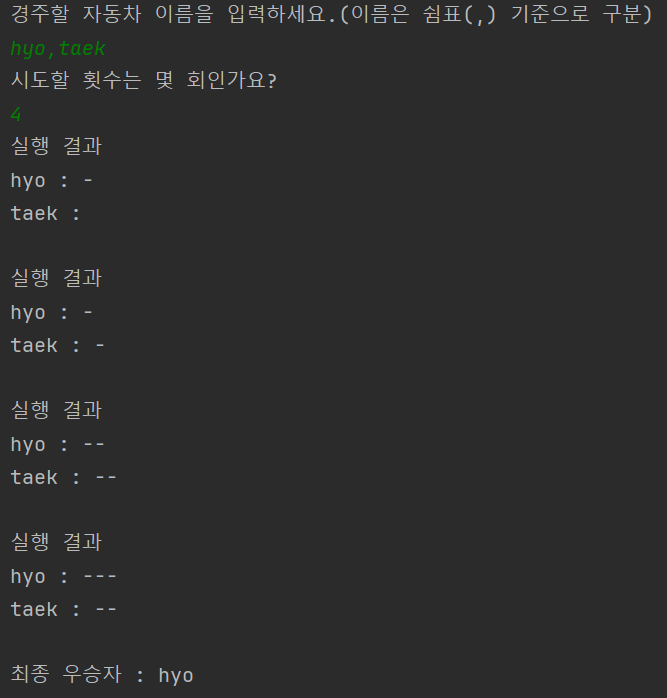 경주할 자동차 이름을 입력하세요.(이름은 쉼표(,) 기준으로 구분)
hyo,taek
시도할 횟수는 몇 회인가요?
4
실행 결과
hyo : -
taek :
실행 결과
hyo : -
taek : -
실행 결과
hyo : --
taek : --
실행 결과
hyo : ---
taek : --
최종 우승자 : hyo